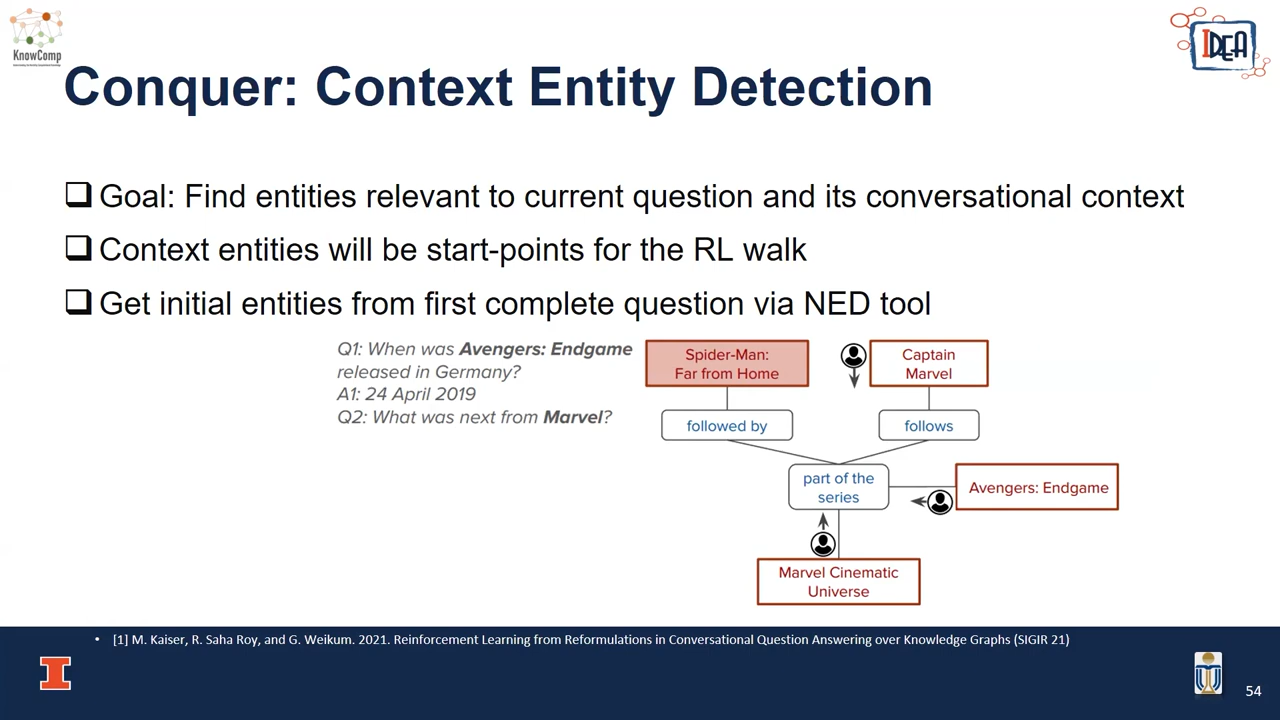 KnowComp
IDEA
Conquer: Context Entity Detection
Goal: Find entities relevant to current question and its conversational context
Context entities will be start-points for the RL walk
Get initial entities from first complete question via NED tool
Q1: When was Avengers: Endgame
released in Germany?
A1: 24 April 2019
Q2: What was next from Marvel?
Spider-Man:
Far from Home
Captain
Marvel
followed by
follows
part of the
series
Avengers: Endgame
Marvel Cinematic
Universe
• [1] M. Kaiser, R. Saha Roy, and G. Weikum. 2021. Reinforcement Learning from Reformulations in Conversational Question Answering over Knowledge Graphs (SIGIR 21)
54